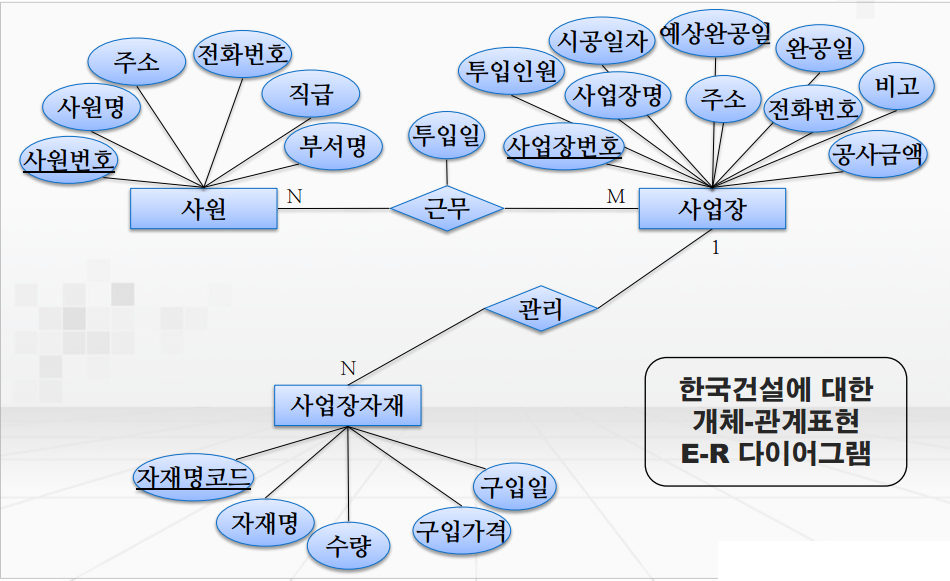 주소
전화번호
사원명
직급
사원번호
부서명
투입일
시공일자
예상완공일
완공일
투입인원
사업장명
주소
전화번호
비고
사업장번호
공사금액
사원
N
근무
M
사업장
1
관리
N
사업장자재
자재명코드
자재명
수량
구입가격
구입일
한국건설에 대한
개체-관계표현
E-R 다이어그램